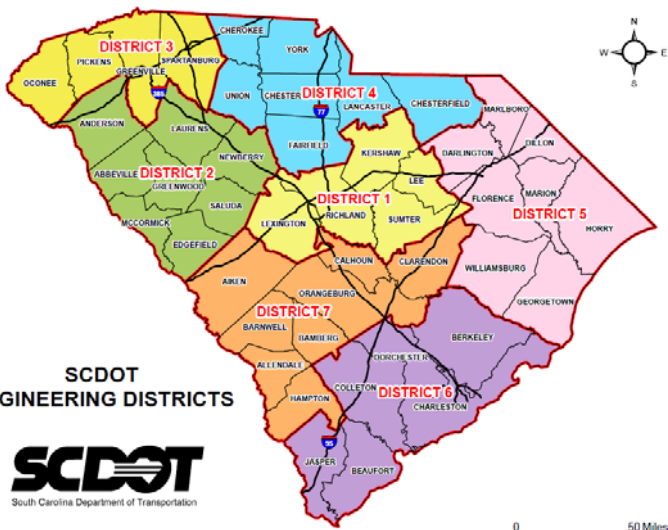 N
W E
S
CHEROKEE
YORK
DISTRICT 3
PICKENS
SPARTANBURG
GREENVILLE
OCONEE
385
UNION
CHESTER
DISTRICT 4
LANCASTER
CHESTERFIELD
77
MARLBORO
ANDERSON
LAURENS
FAIRFIELD
DILLON
KERSHAW
DARLINGTON
NEWBERRY
ABBEVILLE
DISTRICT 2
GREENWOOD
LEE
MARION
FLORENCE
DISTRICT 1
SALUDA
RICHLAND
SUMTER
DISTRICT 5
MCCORMICK
LEXINGTON
HORRY
EDGEFIELD
CALHOUN
CLARENDON
WILLIAMSBURG
AIKEN
ORANGEBURG
GEORGETOWN
DISTRICT 7
BARNWELL
BAMBERG
BERKELEY
DORCHESTER
ALLENDALE
COLLETON
DISTRICT 6
HAMPTON
CHARLESTON
95
JASPER
BEAUFORT
SCDOT
GINEERING DISTRICTS
SCDOT
South Carolina Department of Transportation
0 50 Miles